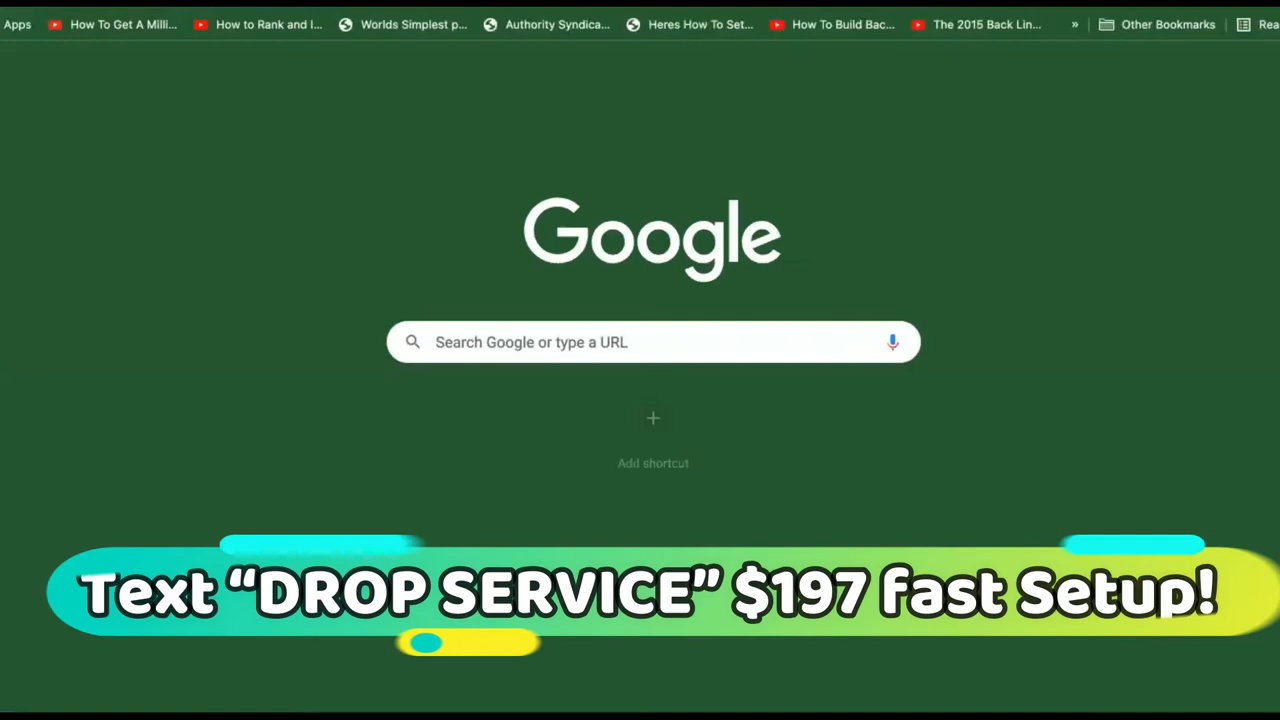 Apps How To Get A Milli... How to Rank and I... Worlds Simplest p... Authority Syndica... Heres How To Set... How To Build Bac... The 2015 Back Lin... » Other Bookmarks Rea
Google
Search Google or type a URL
Add shortcut
Text “DROP SERVICE” $197 fast Setup!